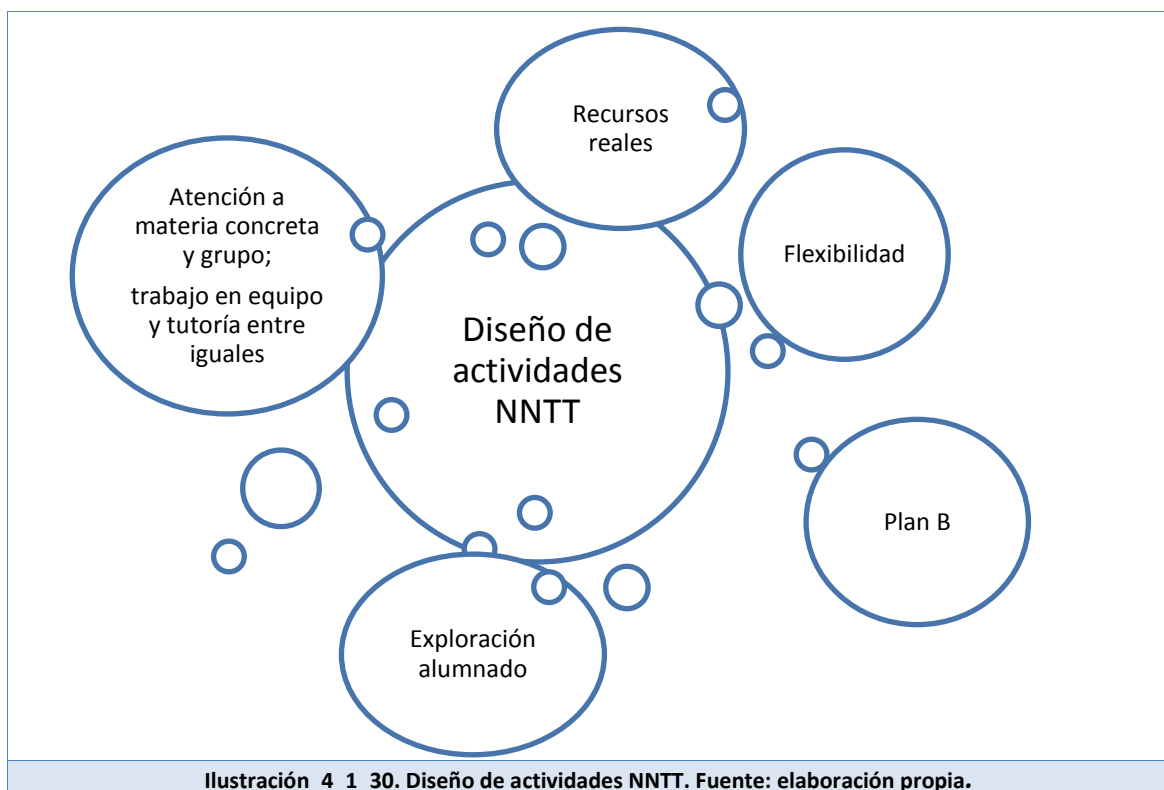 Recursos
reales
Atención a
materia concreta
y grupo;
trabajo en equipo
y tutoría entre
iguales
Flexibilidad
Diseño de
actividades
NNTT
Plan B
Exploración
alumnado
Ilustración 4 1 30. Diseño de actividades NNTT. Fuente: elaboración propia.